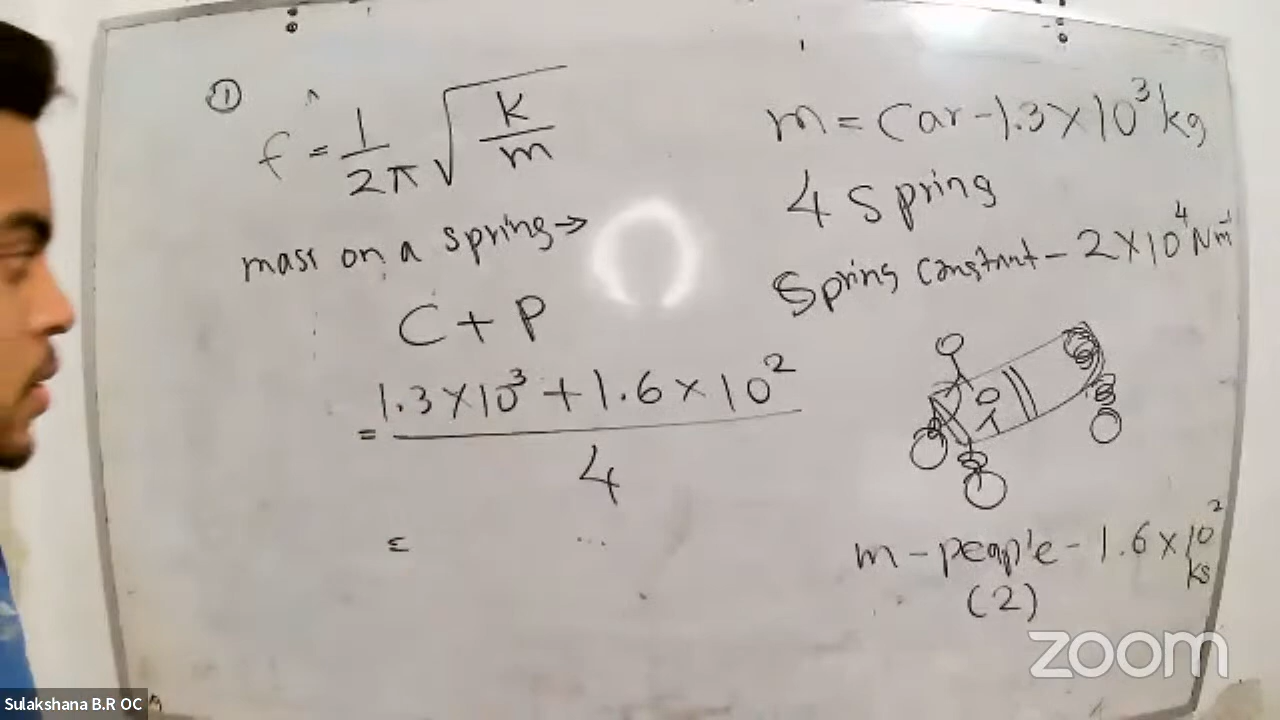 ①
f = 1/2π √k/m
mass on a spring →
C + P
= 1.3 × 10³ + 1.6 × 10² / 4
=
m = Car - 1.3 × 10³ kg
4 Spring
Spring constant - 2 × 10⁴ Nm⁻¹
m - people - 1.6 × 10² kg
(2)
zoom
Sulakshana B.R OC